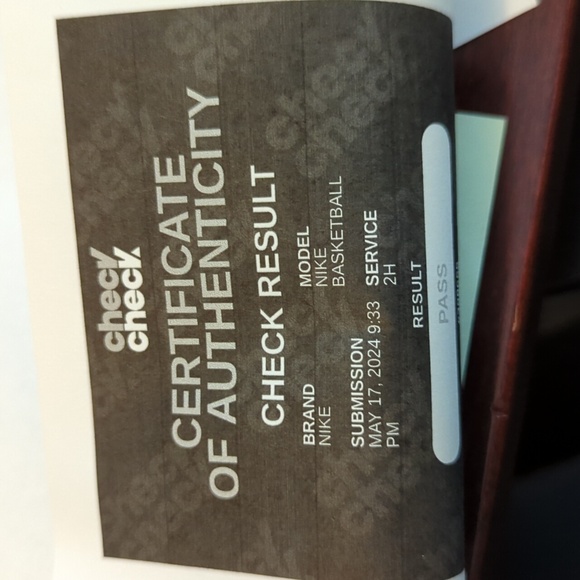 check
check
CERTIFICATE
OF AUTHENTICITY
CHECK RESULT
BRAND
NIKE
MODEL
NIKE
BASKETBALL
SUBMISSION
MAY 17, 2024 9:33
PM
SERVICE
2H
RESULT
PASS